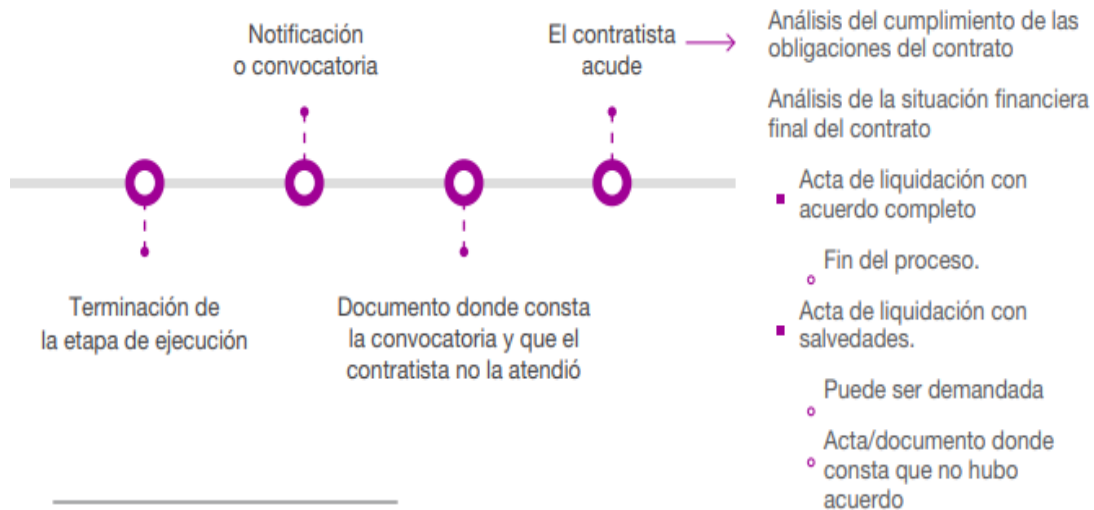 Notificación
o convocatoria
El contratista
acude
Análisis del cumplimiento de las
obligaciones del contrato
Análisis de la situación financiera
final del contrato
Acta de liquidación con
acuerdo completo
Fin del proceso.
Acta de liquidación con
salvedades.
Puede ser demandada
Acta/documento donde
consta que no hubo
acuerdo
Terminación de
la etapa de ejecución
Documento donde consta
la convocatoria y que el
contratista no la atendió